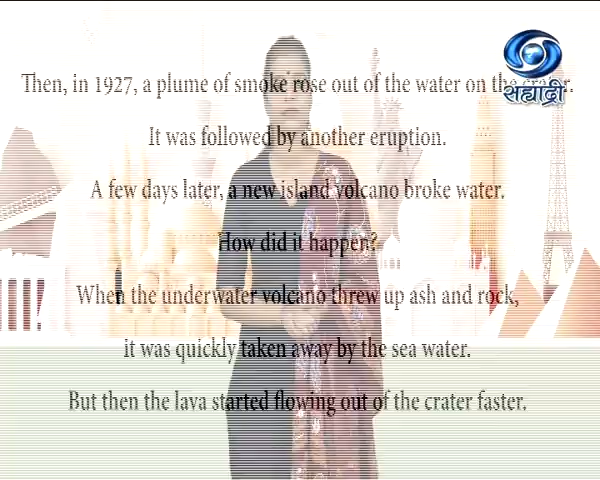 सह्याद्री
Then, in 1927, a plume of smoke rose out of the water on the crater.
It was followed by another eruption.
A few days later, a new island volcano broke water.
How did it happen?
When the underwater volcano threw up ash and rock,
it was quickly taken away by the sea water.
But then the lava started flowing out of the crater faster.